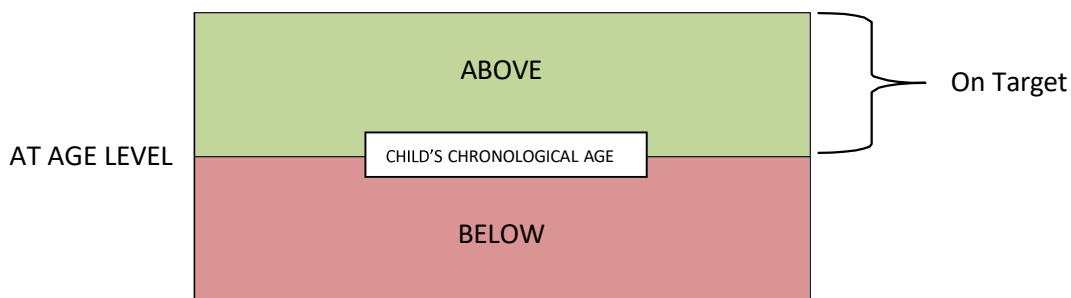 ABOVE
On Target
AT AGE LEVEL
CHILD’S CHRONOLOGICAL AGE
BELOW